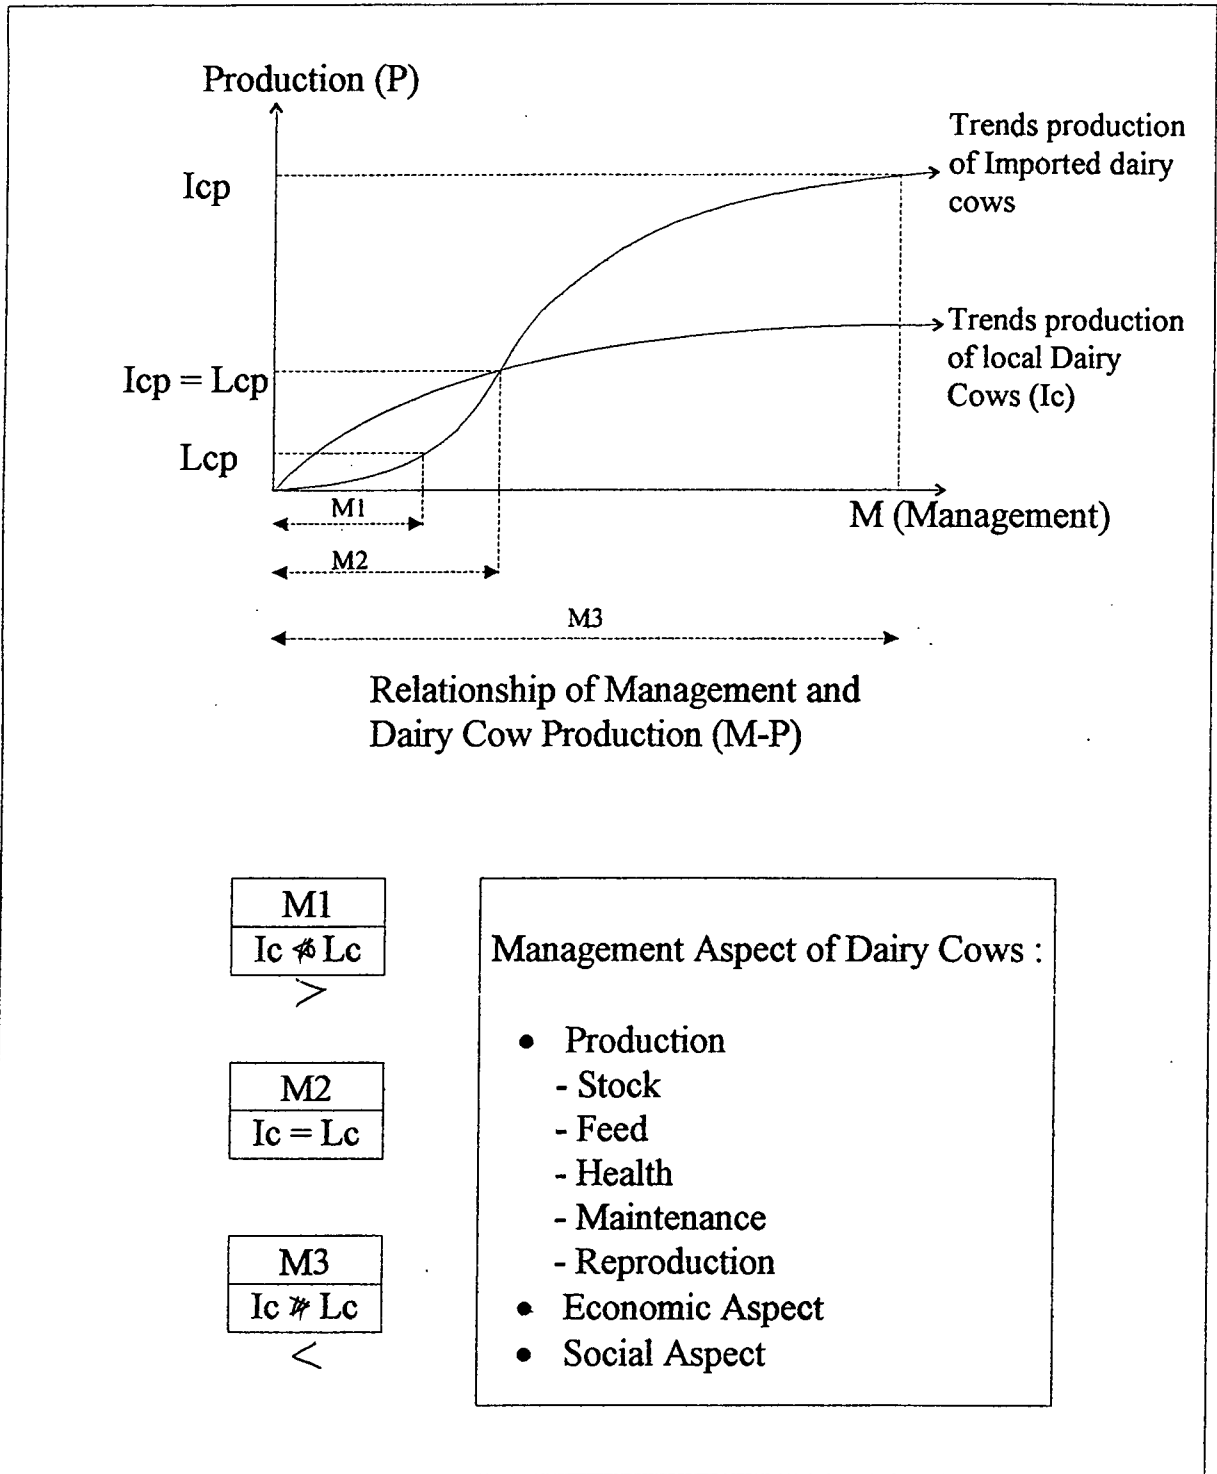 Production (P)
Trends production
of Imported dairy
cows
Icp
Trends production
of local Dairy
Cows (Ic)
Icp = Lcp
Lcp
M (Management)
M1
M2
M3
Relationship of Management and
Dairy Cow Production (M-P)
M1
Ic Lc
>
M2
Ic = Lc
M3
Ic Lc
<
Management Aspect of Dairy Cows :
• Production
- Stock
- Feed
- Health
- Maintenance
- Reproduction
• Economic Aspect
• Social Aspect